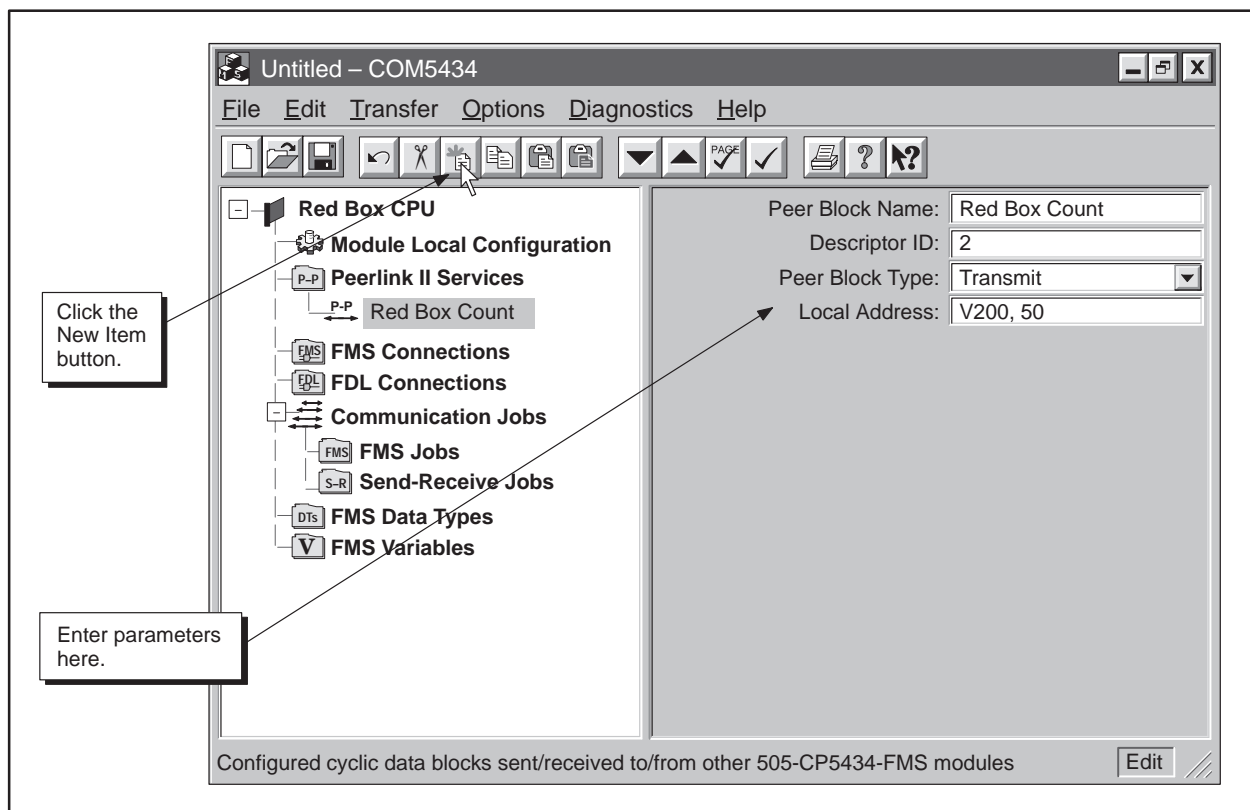 Untitled – COM5434
File Edit Transfer Options Diagnostics Help
PAGE
Red Box CPU
Module Local Configuration
P–P Peerlink II Services
P–P Red Box Count
FMS FMS Connections
FDL FDL Connections
Communication Jobs
FMS FMS Jobs
S–R Send-Receive Jobs
DTs FMS Data Types
V FMS Variables
Peer Block Name: Red Box Count
Descriptor ID: 2
Peer Block Type: Transmit
Local Address: V200, 50
Click the
New Item
button.
Enter parameters
here.
Configured cyclic data blocks sent/received to/from other 505-CP5434-FMS modules Edit